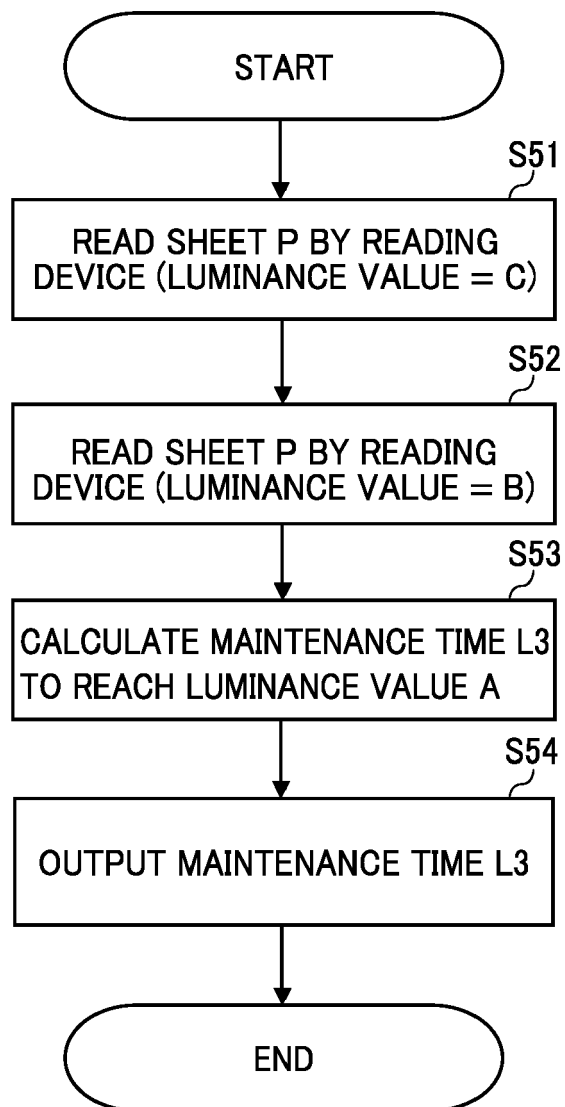 START
S51
READ SHEET P BY READING
DEVICE (LUMINANCE VALUE = C)
S52
READ SHEET P BY READING
DEVICE (LUMINANCE VALUE = B)
S53
CALCULATE MAINTENANCE TIME L3
TO REACH LUMINANCE VALUE A
S54
OUTPUT MAINTENANCE TIME L3
END